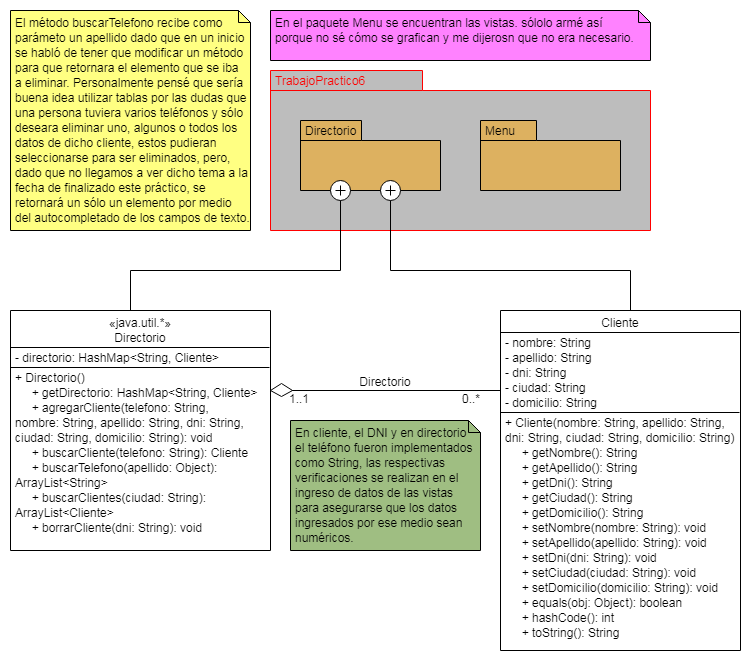 El método buscarTelefono recibe como
parámeto un apellido dado que en un inicio
se habló de tener que modificar un método
para que retornara el elemento que se iba
a eliminar. Personalmente pensé que sería
buena idea utilizar tablas por las dudas que
una persona tuviera varios teléfonos y sólo
deseara eliminar uno, algunos o todos los
datos de dicho cliente, estos pudieran
seleccionarse para ser eliminados, pero,
dado que no llegamos a ver dicho tema a la
fecha de finalizado este práctico, se
retornará un sólo un elemento por medio
del autocompletado de los campos de texto.
En el paquete Menu se encuentran las vistas. sólolo armé así
porque no sé cómo se grafican y me dijerosn que no era necesario.
TrabajoPractico6
Directorio
Menu
«java.util.*»
Directorio
- directorio: HashMap<String, Cliente>
+ Directorio()
+ getDirectorio: HashMap<String, Cliente>
+ agregarCliente(telefono: String,
nombre: String, apellido: String, dni: String,
ciudad: String, domicilio: String): void
+ buscarCliente(telefono: String): Cliente
+ buscarTelefono(apellido: Object):
ArrayList<String>
+ buscarClientes(ciudad: String):
ArrayList<Cliente>
+ borrarCliente(dni: String): void
Directorio
1..1
0..*
En cliente, el DNI y en directorio
el teléfono fueron implementados
como String, las respectivas
verificaciones se realizan en el
ingreso de datos de las vistas
para asegurarse que los datos
ingresados por ese medio sean
numéricos.
Cliente
- nombre: String
- apellido: String
- dni: String
- ciudad: String
- domicilio: String
+ Cliente(nombre: String, apellido: String,
dni: String, ciudad: String, domicilio: String)
+ getNombre(): String
+ getApellido(): String
+ getDni(): String
+ getCiudad(): String
+ getDomicilio(): String
+ setNombre(nombre: String): void
+ setApellido(apellido: String): void
+ setDni(dni: String): void
+ setCiudad(ciudad: String): void
+ setDomicilio(domicilio: String): void
+ equals(obj: Object): boolean
+ hashCode(): int
+ toString(): String